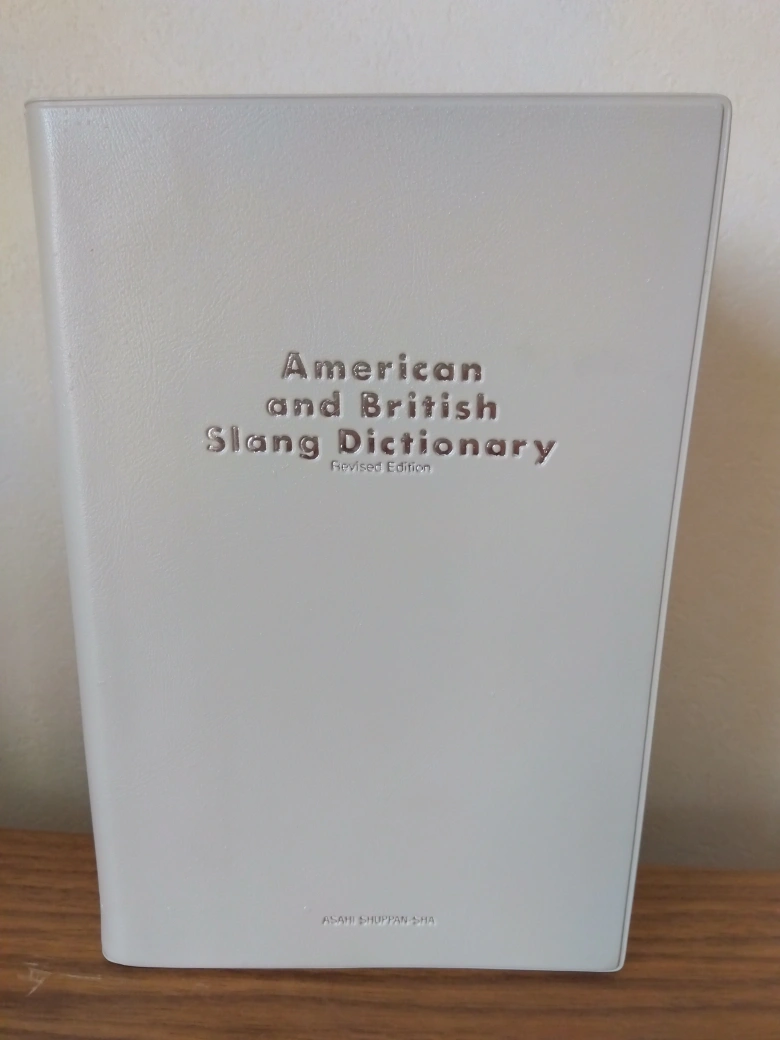 American
and British
Slang Dictionary
Revised Edition
ASAHI SHUPPAN-SHA